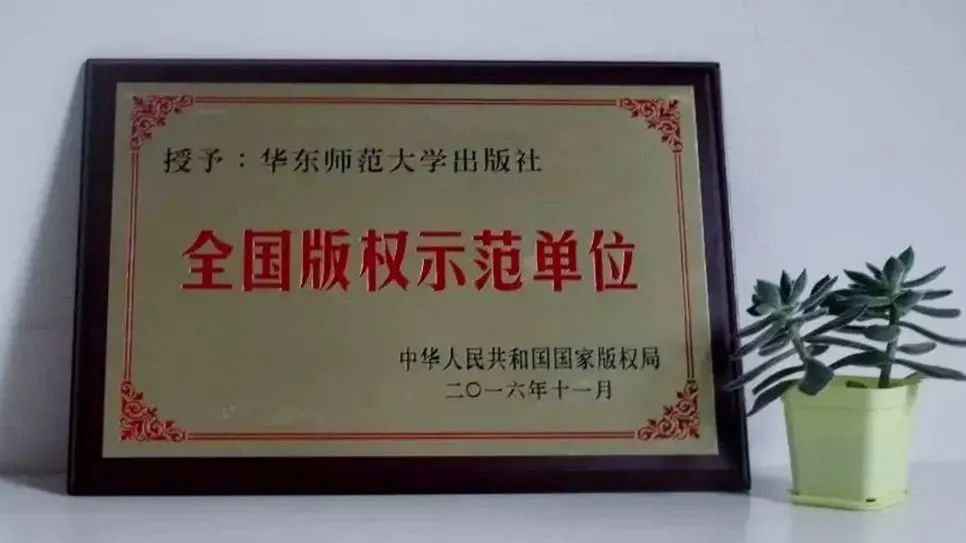 授予：华东师范大学出版社
全国版权示范单位
中华人民共和国国家版权局
二〇一六年十一月